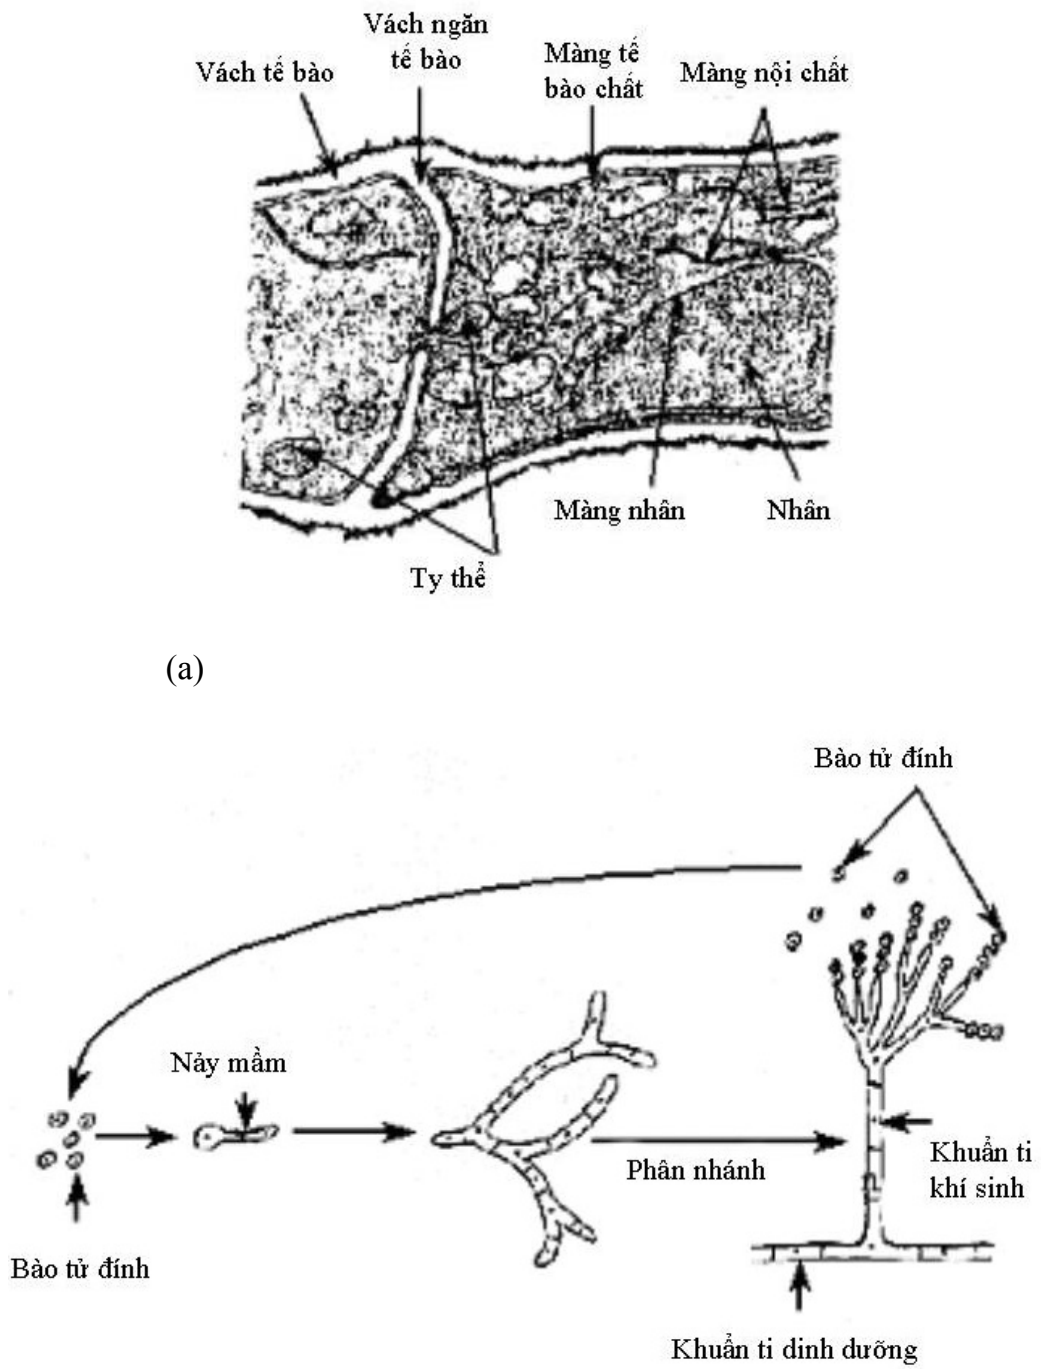 Vách tế bào
Vách ngăn
tế bào
Màng tế
bào chất
Màng nội chất
Màng nhân
Nhân
Ty thể
(a)
Bào tử đính
Nảy mầm
Phân nhánh
Khuẩn ti
khí sinh
Bào tử đính
Khuẩn ti dinh dưỡng